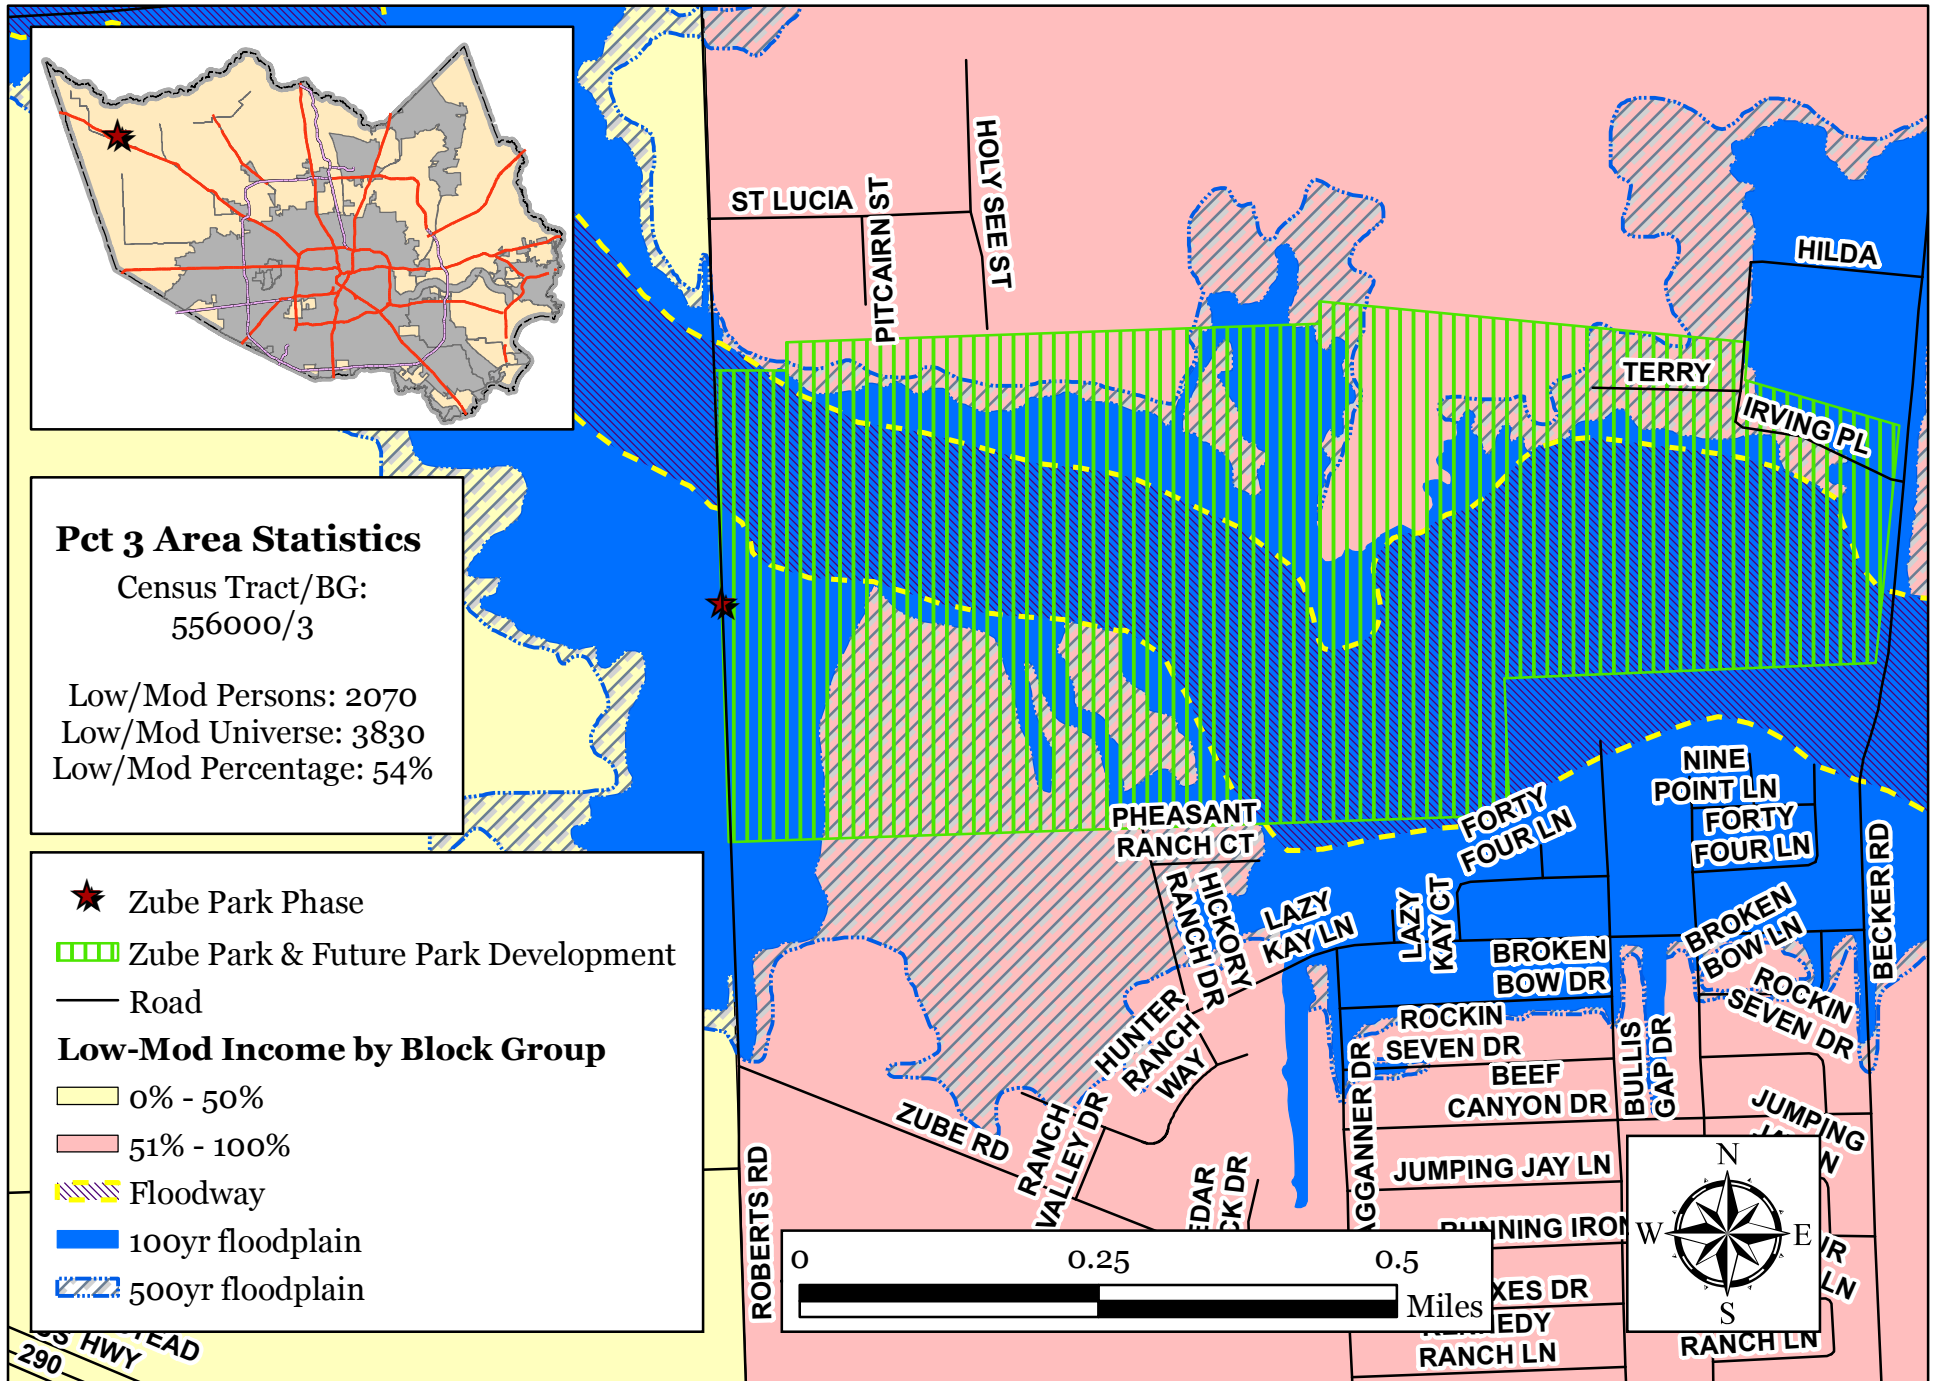 HOLY SEE ST
ST LUCIA
PITCAIRN ST
HILDA
TERRY
IRVING PL
Pct 3 Area Statistics
Census Tract/BG:
556000/3
Low/Mod Persons: 2070
Low/Mod Universe: 3830
Low/Mod Percentage: 54%
PHEASANT
RANCH CT
FORTY
FOUR LN
NINE
POINT LN
FORTY
FOUR LN
BECKER RD
HICKORY
RANCH DR
LAZY
KAY LN
LAZY
KAY CT
BROKEN
BOW DR
BROKEN
BOW LN
ROCKIN
SEVEN DR
ROCKIN
SEVEN DR
HUNTER
RANCH
WAY
BEEF
CANYON DR
BULLIS
GAP DR
JUMPING
ZUBE RD
RANCH
VALLEY DR
JUMPING JAY LN
ROBERTS RD
RUNNING IRON
RANCH LN
RANCH LN
Zube Park Phase
Zube Park & Future Park Development
Road
Low-Mod Income by Block Group
0% - 50%
51% - 100%
Floodway
100yr floodplain
500yr floodplain
0 0.25 0.5
Miles
N
W E
S
HWY
290